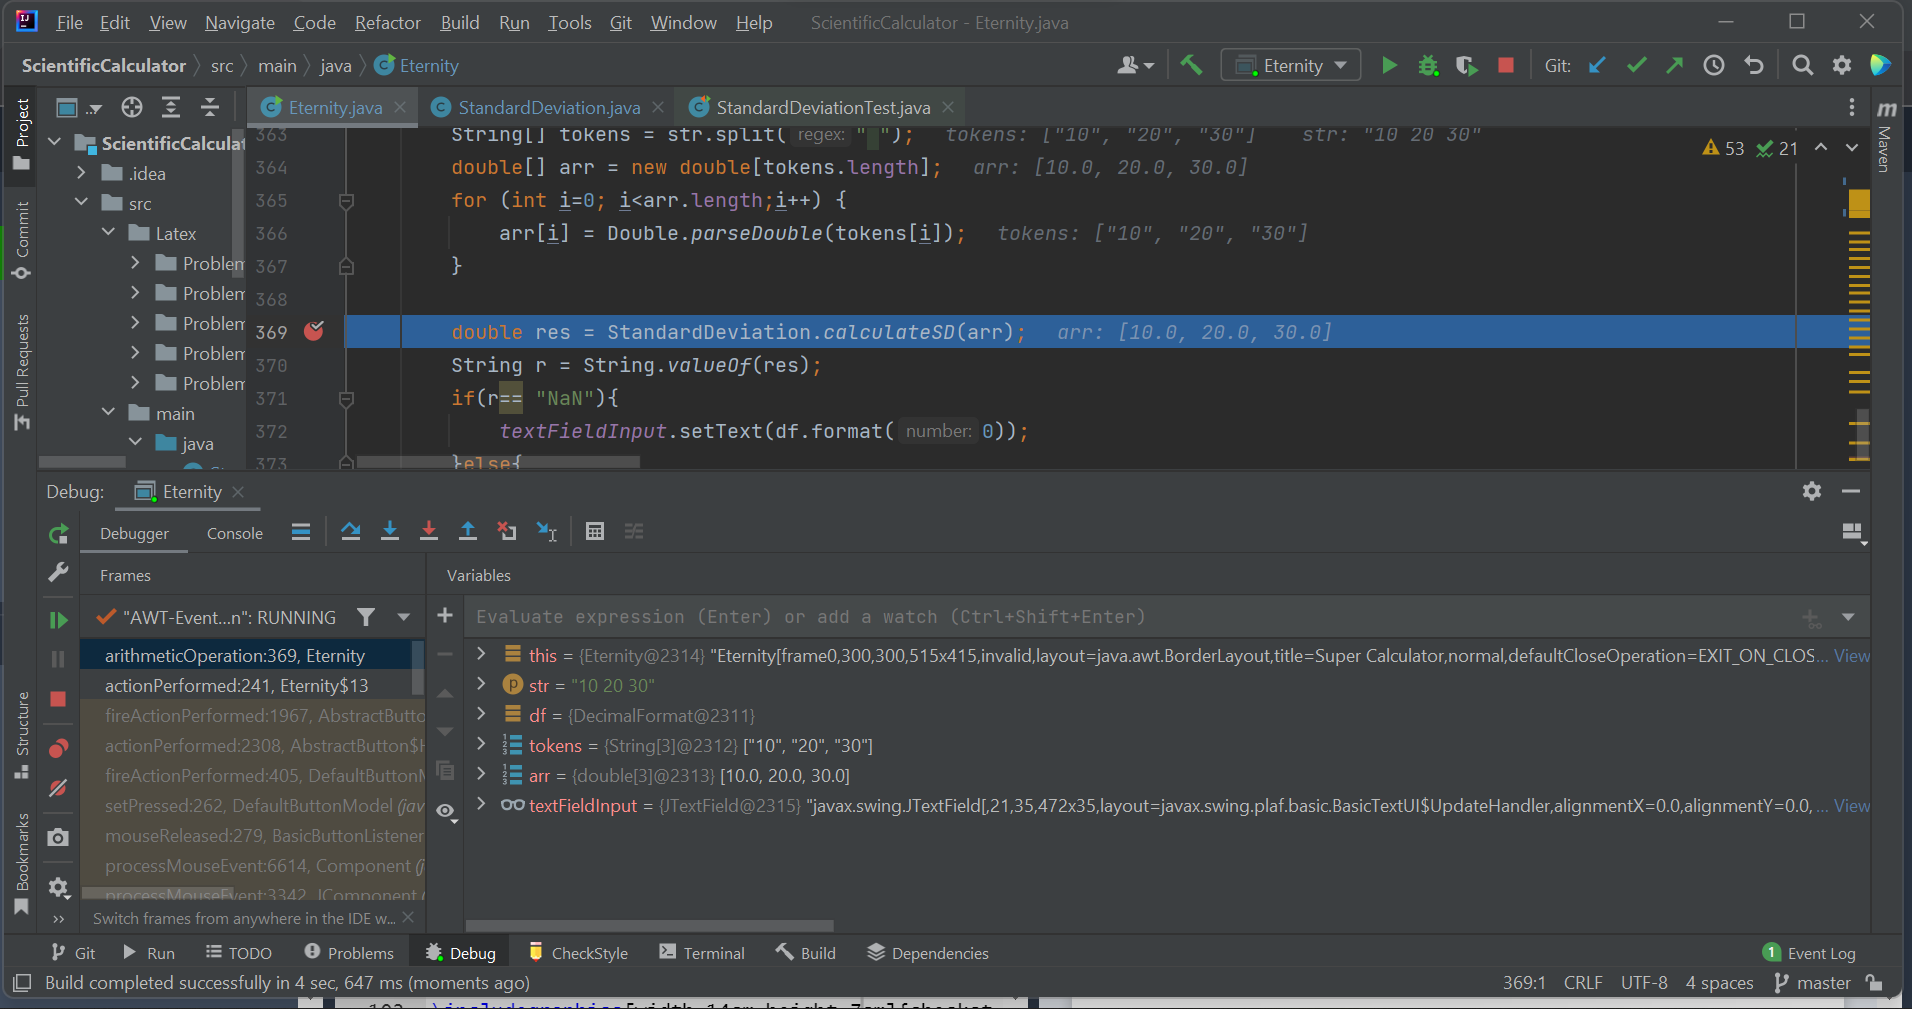 File Edit View Navigate Code Refactor Build Run Tools Git Window Help ScientificCalculator - Eternity.java
ScientificCalculator src main java Eternity
Eternity
Git:
Project
Commit
Pull Requests
Structure
Bookmarks
m Maven
Eternity.java StandardDeviation.java StandardDeviationTest.java
ScientificCalculat
.idea
src
Latex
Problem
Problem
Problem
Problem
Problem
main
java
53 21
363 String[] tokens = str.split( regex: " "); tokens: ["10", "20", "30"] str: "10 20 30"
364 double[] arr = new double[tokens.length]; arr: [10.0, 20.0, 30.0]
365 for (int i=0; i<arr.length;i++) {
366 arr[i] = Double.parseDouble(tokens[i]); tokens: ["10", "20", "30"]
367 }
368
369 double res = StandardDeviation.calculateSD(arr); arr: [10.0, 20.0, 30.0]
370 String r = String.valueOf(res);
371 if(r== "NaN"){
372 textFieldInput.setText(df.format( number: 0));
373 }else{
Debug: Eternity
Debugger Console
Frames
Variables
"AWT-Event...n": RUNNING
Evaluate expression (Enter) or add a watch (Ctrl+Shift+Enter)
arithmeticOperation:369, Eternity
actionPerformed:241, Eternity$13
fireActionPerformed:1967, AbstractButto
actionPerformed:2308, AbstractButton$H
fireActionPerformed:405, DefaultButtonM
setPressed:262, DefaultButtonModel (jav
mouseReleased:279, BasicButtonListener
processMouseEvent:6614, Component (j
processMouseEvent:3342, JComponent (
Switch frames from anywhere in the IDE w...
this = {Eternity@2314} "Eternity[frame0,300,300,515x415,invalid,layout=java.awt.BorderLayout,title=Super Calculator,normal,defaultCloseOperation=EXIT_ON_CLOS... View
p str = "10 20 30"
df = {DecimalFormat@2311}
tokens = {String[3]@2312} ["10", "20", "30"]
arr = {double[3]@2313} [10.0, 20.0, 30.0]
textFieldInput = {JTextField@2315} "javax.swing.JTextField[,21,35,472x35,layout=javax.swing.plaf.basic.BasicTextUI$UpdateHandler,alignmentX=0.0,alignmentY=0.0, ... View
Git Run TODO Problems Debug CheckStyle Terminal Build Dependencies 1 Event Log
Build completed successfully in 4 sec, 647 ms (moments ago) 369:1 CRLF UTF-8 4 spaces master